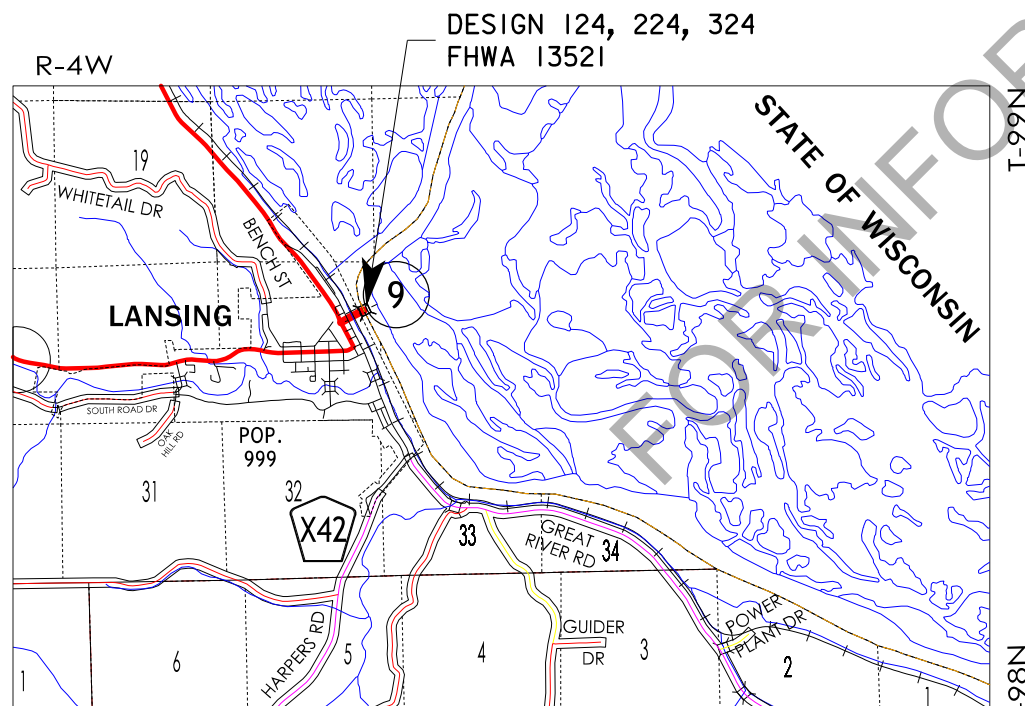 DESIGN 124, 224, 324
FHWA 13521
R-4W
T-99N
STATE OF WISCONSIN
FOR INFOR
19
WHITETAIL DR
BENCH ST
9
LANSING
SOUTH ROAD DR
OAK
HILL RD
POP.
999
31
32
X42
33
GREAT
RIVER RD
34
HARPERS RD
GUIDER
DR
POWER
PLANT DR
1
6
5
4
3
2
1
-98N